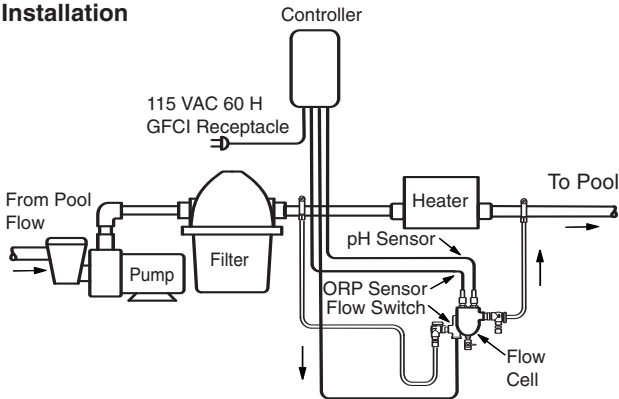 Installation
Controller
115 VAC 60 H
GFCI Receptacle
From Pool
Flow
Pump
Filter
Heater
To Pool
pH Sensor
ORP Sensor
Flow Switch
Flow
Cell